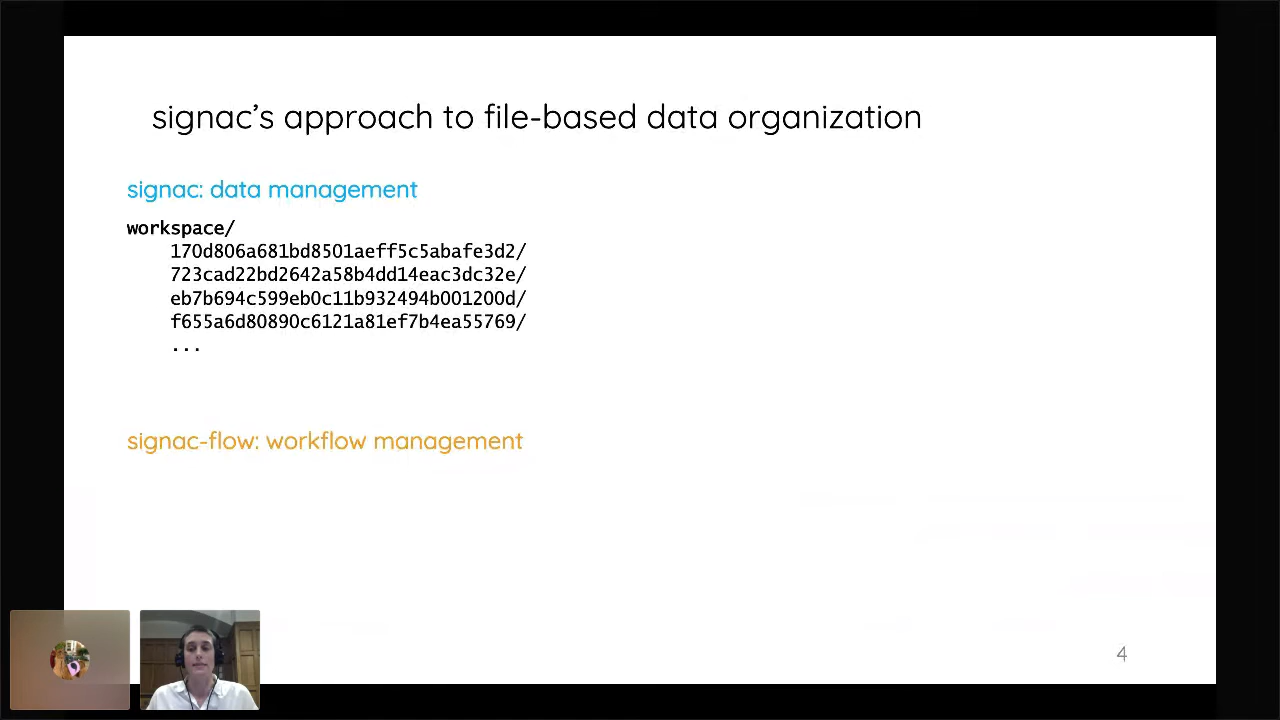 signac’s approach to file-based data organization
signac: data management
workspace/
170d806a681bd8501aeff5c5abafe3d2/
723cad22bd2642a58b4dd14eac3dc32e/
eb7b694c599eb0c11b932494b001200d/
f655a6d80890c6121a81ef7b4ea55769/
...
signac-flow: workflow management
4